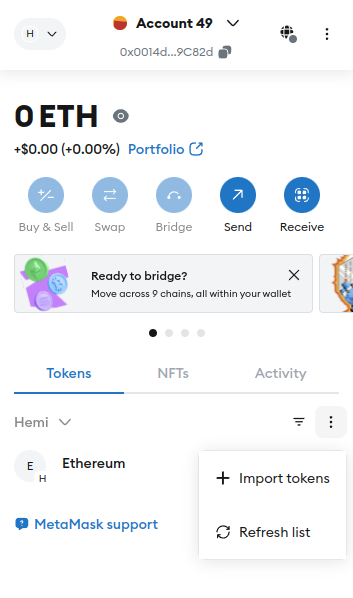 H
Account 49
0x0014d...9C82d
0 ETH
+$0.00 (+0.00%) Portfolio
Buy & Sell
Swap
Bridge
Send
Receive
Ready to bridge?
Move across 9 chains, all within your wallet
Tokens
NFTs
Activity
Hemi
E
H
Ethereum
Import tokens
MetaMask support
Refresh list